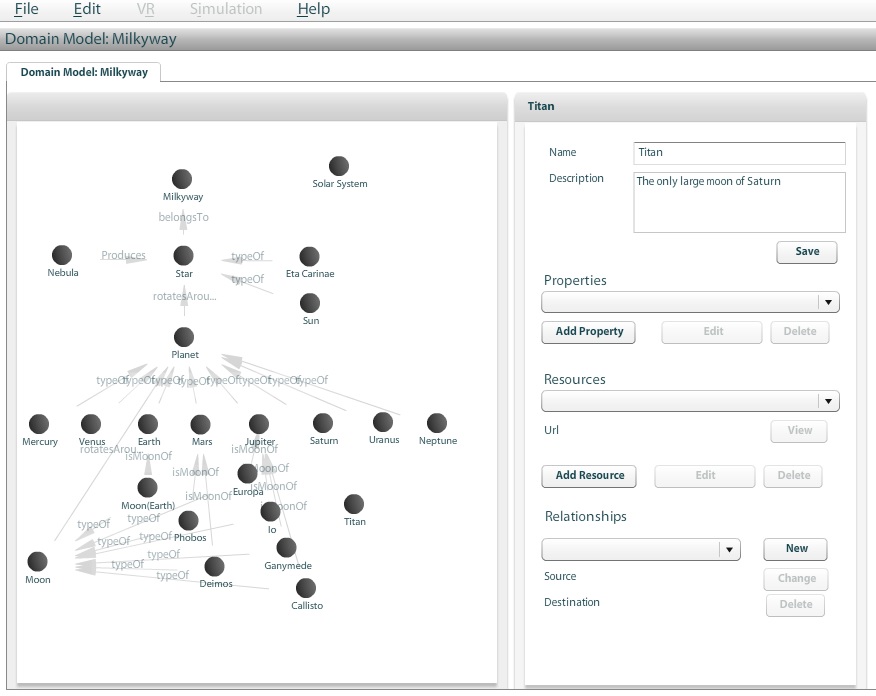 File Edit VR Simulation Help
Domain Model: Milkyway
Domain Model: Milkyway
Titan
Name Titan
Description The only large moon of Saturn
Save
Properties
Add Property Edit Delete
Resources
Url View
Add Resource Edit Delete
Relationships
New
Source Change
Destination Delete
Solar System
Milkyway
belongsTo
Nebula Produces Star typeOf Eta Carinae
typeOf
rotatesArou... Sun
Planet
typeOf typeOf typeOf typeOf typeOf typeOf typeOf typeOf
Mercury Venus Earth Mars Jupiter Saturn Uranus Neptune
rotatesArou... isMoonOf isMoonOf
isMoonOf
isMoonOf Europa isMoonOf
Moon(Earth)
typeOf typeOf Phobos Io Titan
typeOf typeOf
typeOf Ganymede
typeOf
Moon typeOf Deimos
Callisto